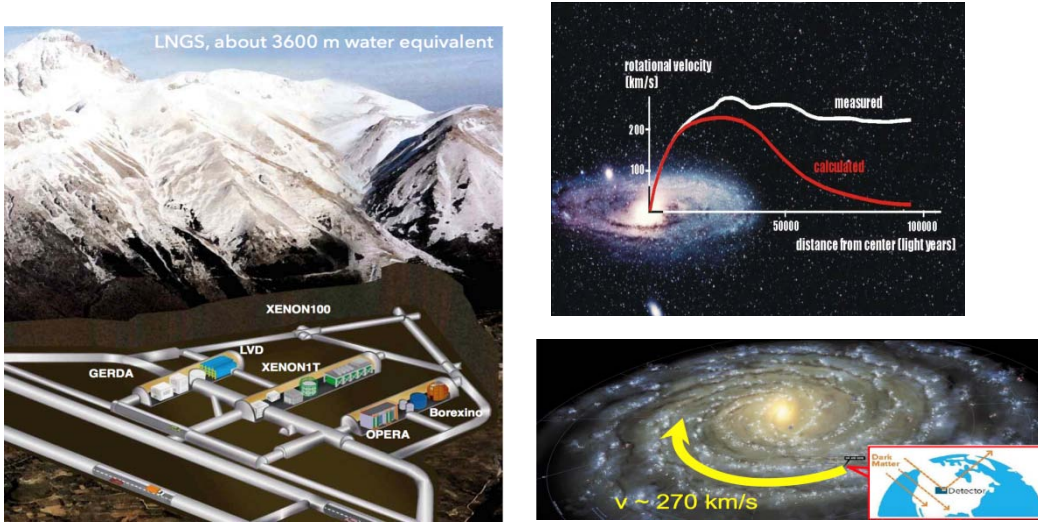 LNGS, about 3600 m water equivalent
XENON100
LVD
GERDA
XENON1T
Borexino
OPERA
rotational velocity
(km/s)
measured
200
calculated
100
50000
100000
distance from center (light years)
v ~ 270 km/s
Dark
Matter
Detector